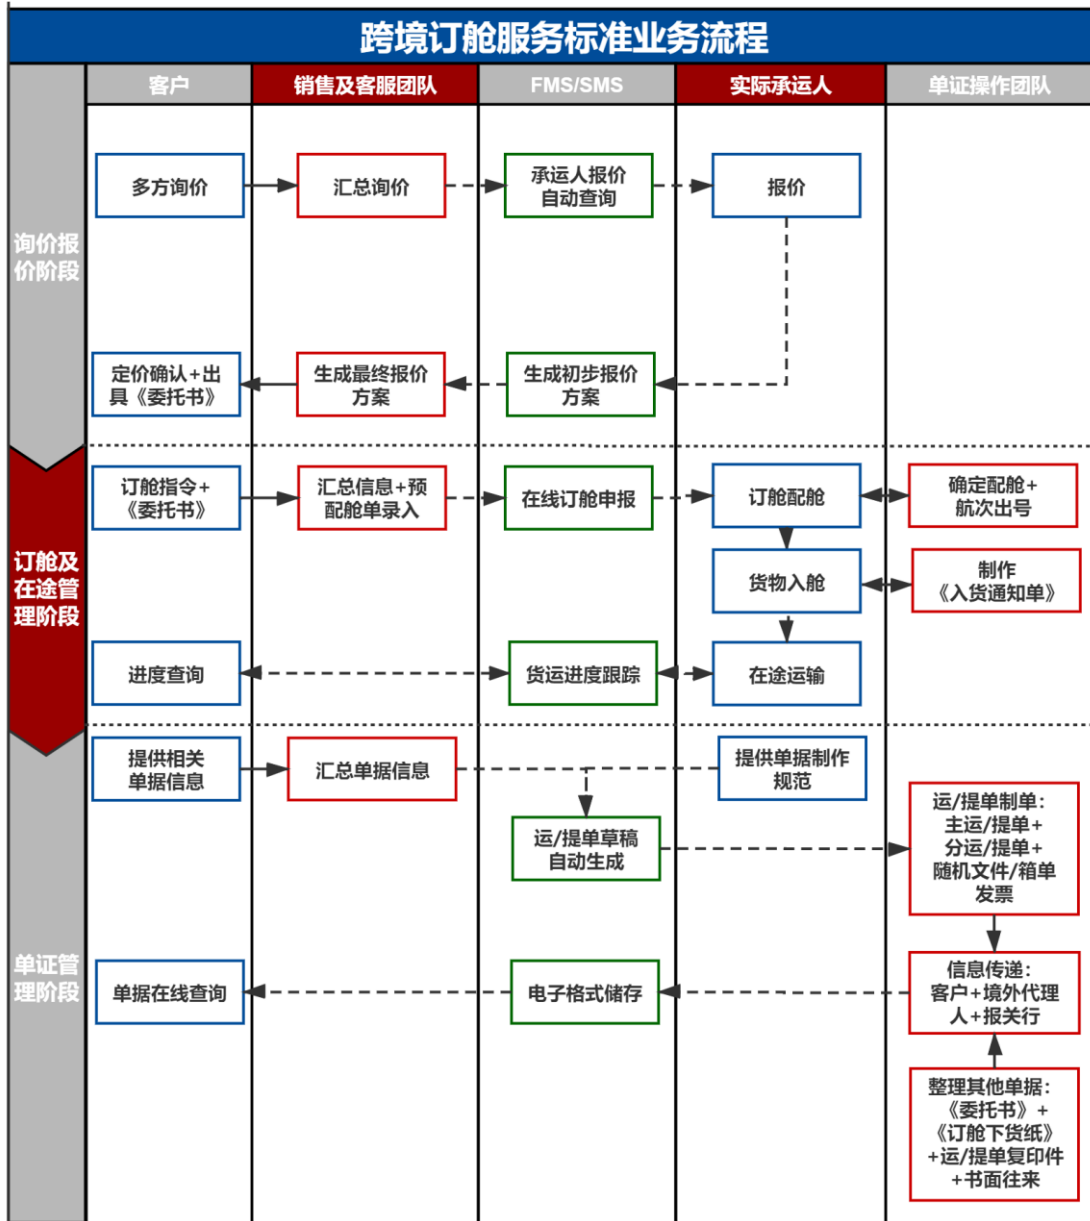 跨境订舱服务标准业务流程
客户
销售及客服团队
FMS/SMS
实际承运人
单证操作团队
询价报
价阶段
多方询价
汇总询价
承运人报价
自动查询
报价
定价确认+出
具《委托书》
生成最终报价
方案
生成初步报价
方案
订舱及
在途管
理阶段
订舱指令+
《委托书》
汇总信息+预
配舱单录入
在线订舱申报
订舱配舱
确定配舱+
航次出号
货物入舱
制作
《入货通知单》
进度查询
货运进度跟踪
在途运输
单证管
理阶段
提供相关
单据信息
汇总单据信息
提供单据制作
规范
运/提单草稿
自动生成
运/提单制单：
主运/提单+
分运/提单+
随机文件/箱单
发票
单据在线查询
电子格式储存
信息传递：
客户+境外代理
人+报关行
整理其他单据：
《委托书》+
《订舱下货纸》
+运/提单复印件
+书面往来